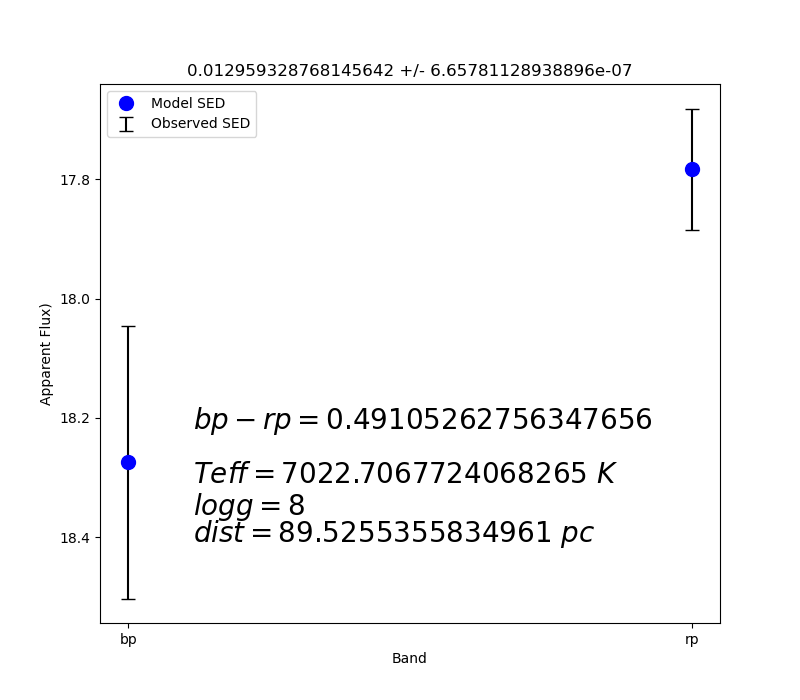 0.012959328768145642 +/- 6.65781128938896e-07
Model SED
Observed SED
17.8
18.0
18.2
18.4
Apparent Flux)
bp − rp = 0.49105262756347656
Teff = 7022.7067724068265 K
logg = 8
dist = 89.5255355834961 pc
bp
rp
Band